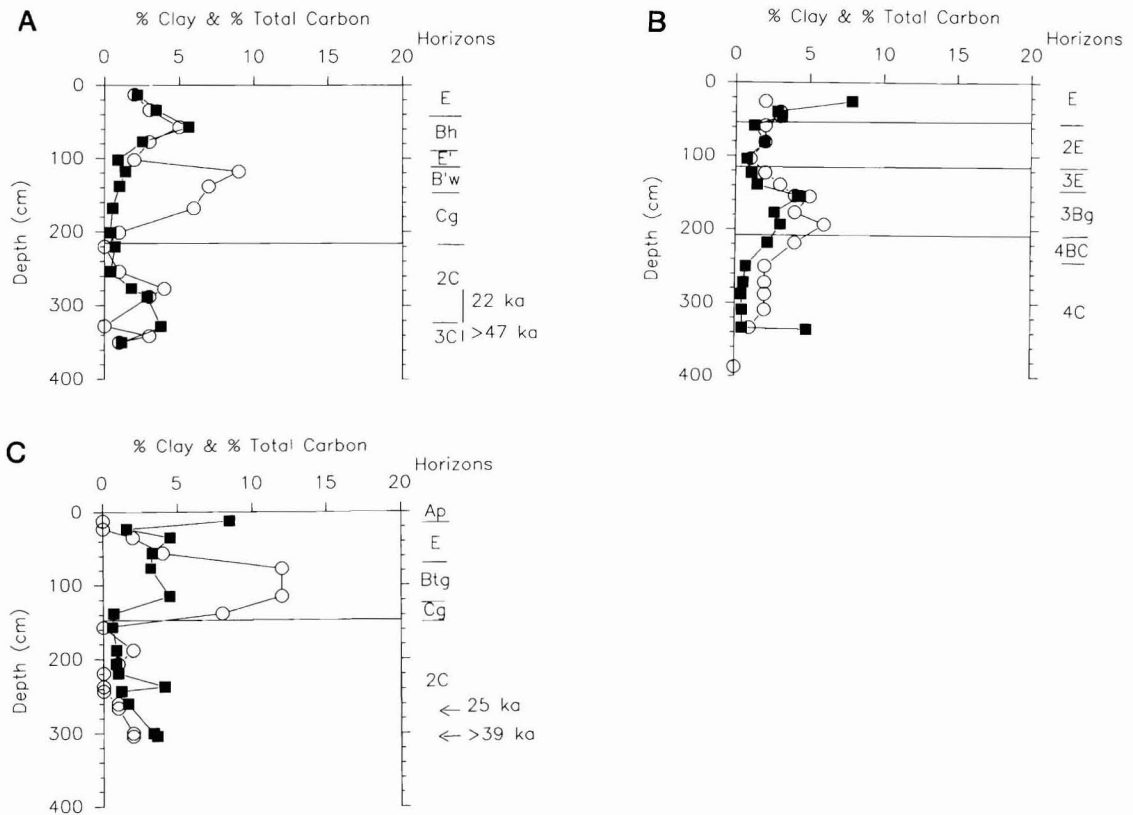 A
% Clay & % Total Carbon
Horizons
0 5 10 15 20
0
100
200
300
400
Depth (cm)
E
Bh
E'
B'w
Cg
2C
22 ka
3C >47 ka
B
% Clay & % Total Carbon
Horizons
0 5 10 15 20
0
100
200
300
400
Depth (cm)
E
2E
3E
3Bg
4BC
4C
C
% Clay & % Total Carbon
Horizons
0 5 10 15 20
0
100
200
300
400
Depth (cm)
Ap
E
Btg
Cg
2C
← 25 ka
← >39 ka